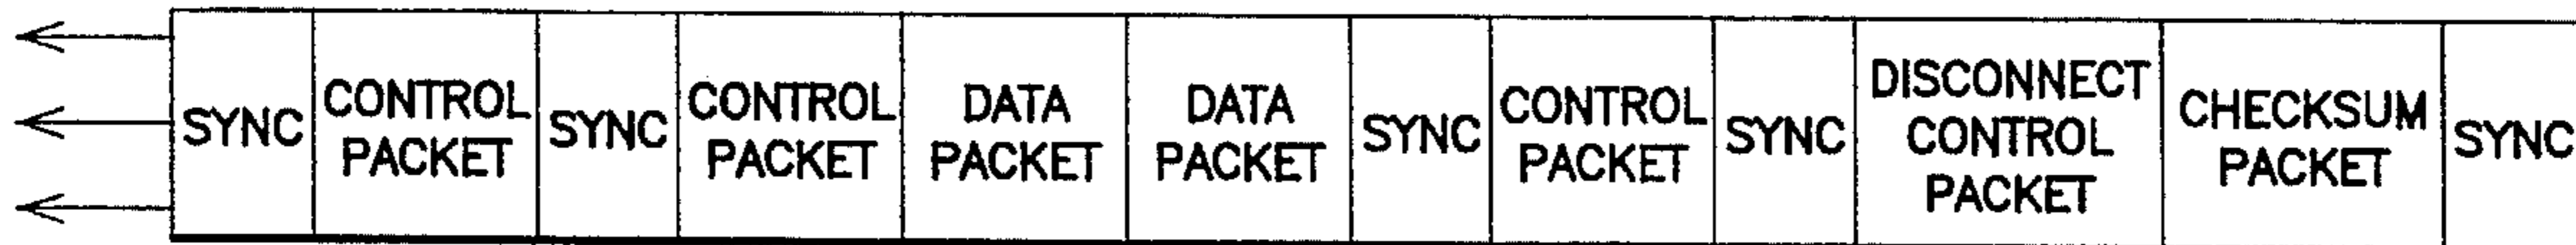 SYNC
CONTROL
PACKET
SYNC
CONTROL
PACKET
DATA
PACKET
DATA
PACKET
SYNC
CONTROL
PACKET
SYNC
DISCONNECT
CONTROL
PACKET
CHECKSUM
PACKET
SYNC